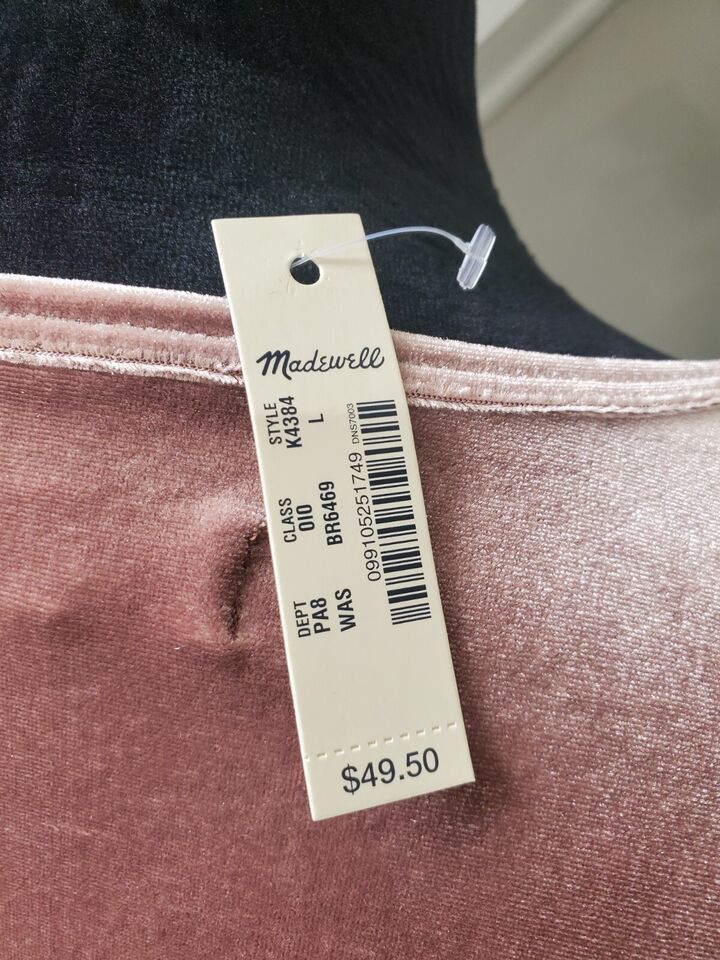 Madewell
DEPT CLASS STYLE
PA8 010 K4384
WAS BR6469 L
099105251749 DNS7003
$49.50